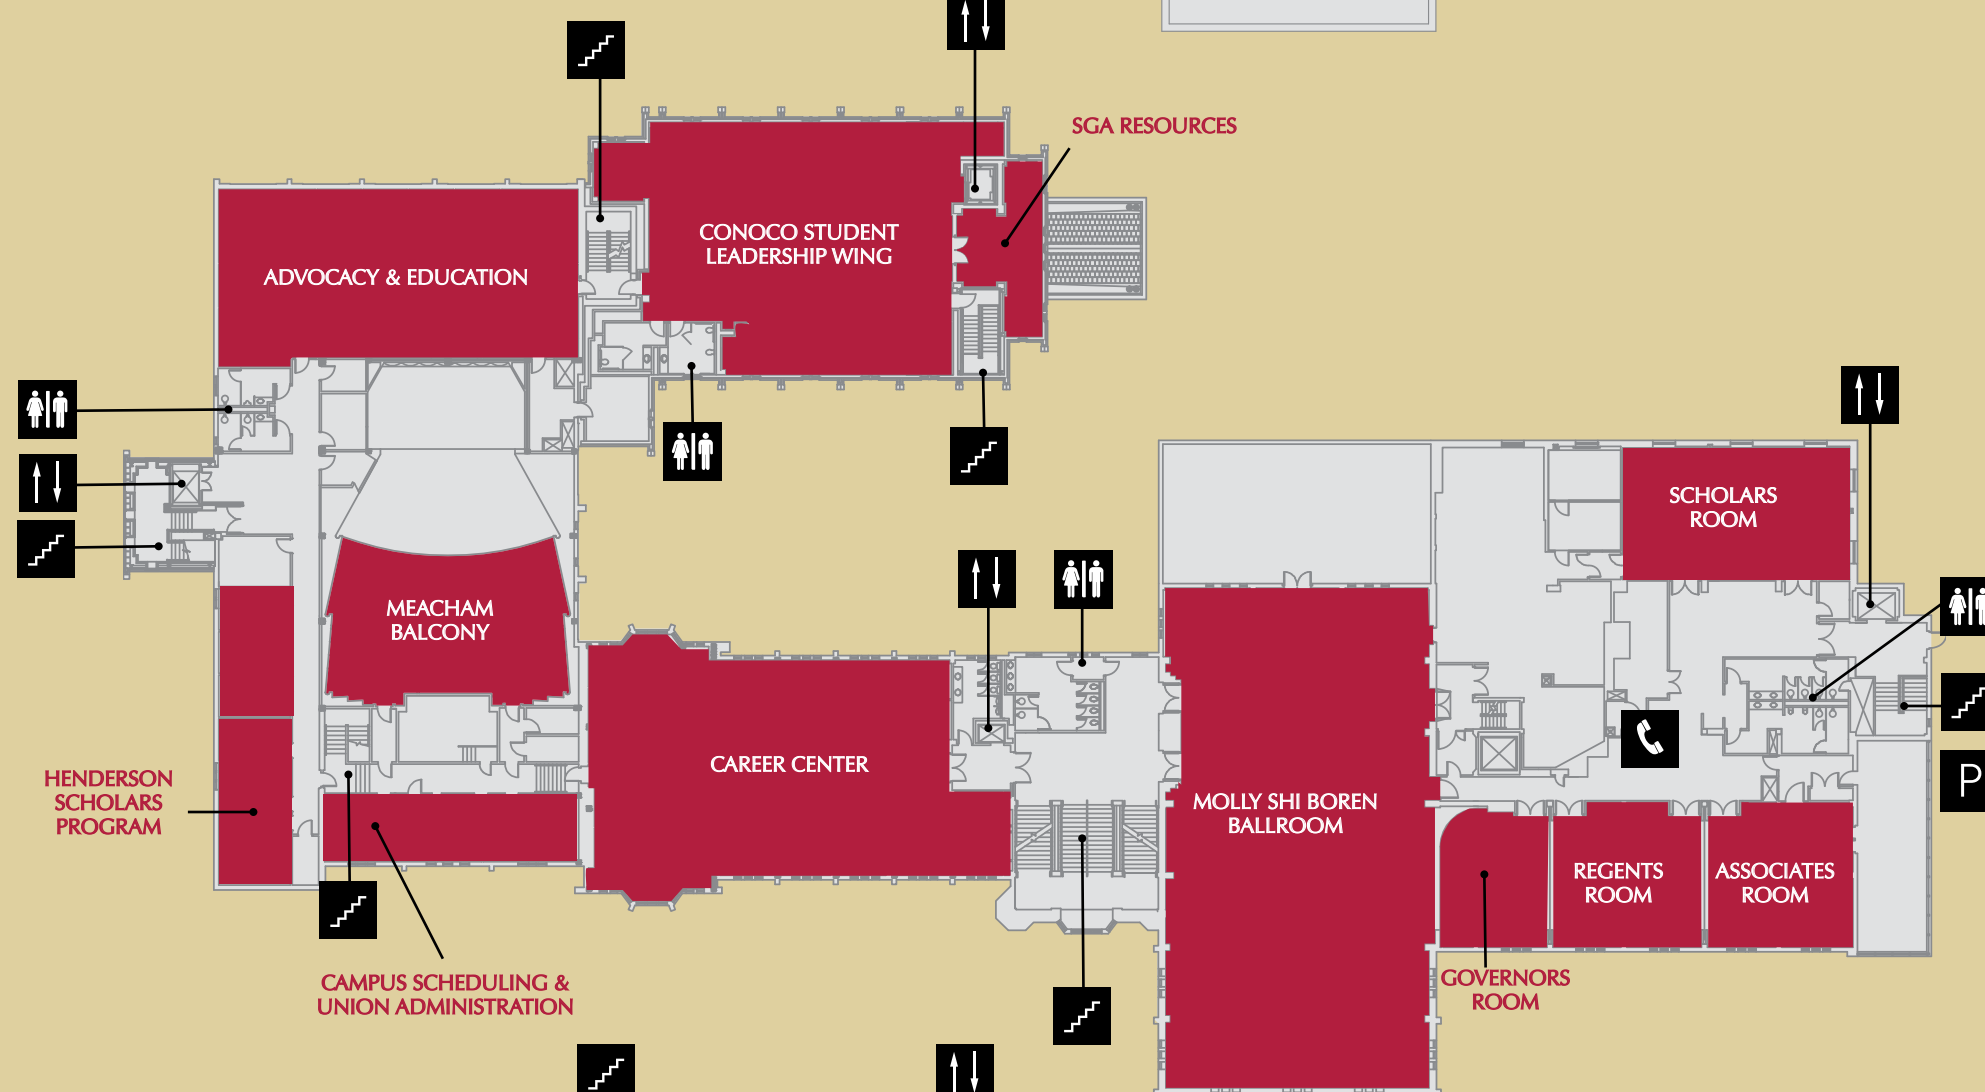 SGA RESOURCES
CONOCO STUDENT
LEADERSHIP WING
ADVOCACY & EDUCATION
SCHOLARS
ROOM
MEACHAM
BALCONY
CAREER CENTER
HENDERSON
SCHOLARS
PROGRAM
MOLLY SHI BOREN
BALLROOM
P
REGENTS
ROOM
ASSOCIATES
ROOM
CAMPUS SCHEDULING &
UNION ADMINISTRATION
GOVERNORS
ROOM